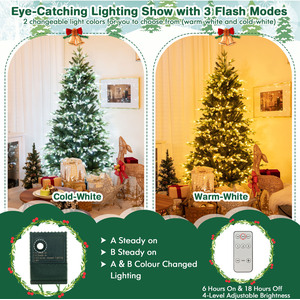 Eye-Catching Lighting Show with 3 Flash Modes
2 changeable light colors for you to choose from (warm white and cold-white)
Cold-White
Warm-White
A Steady on
B Steady on
A & B Colour Changed
Lighting
6 Hours On & 18 Hours Off
4-Level Adjustable Brightness